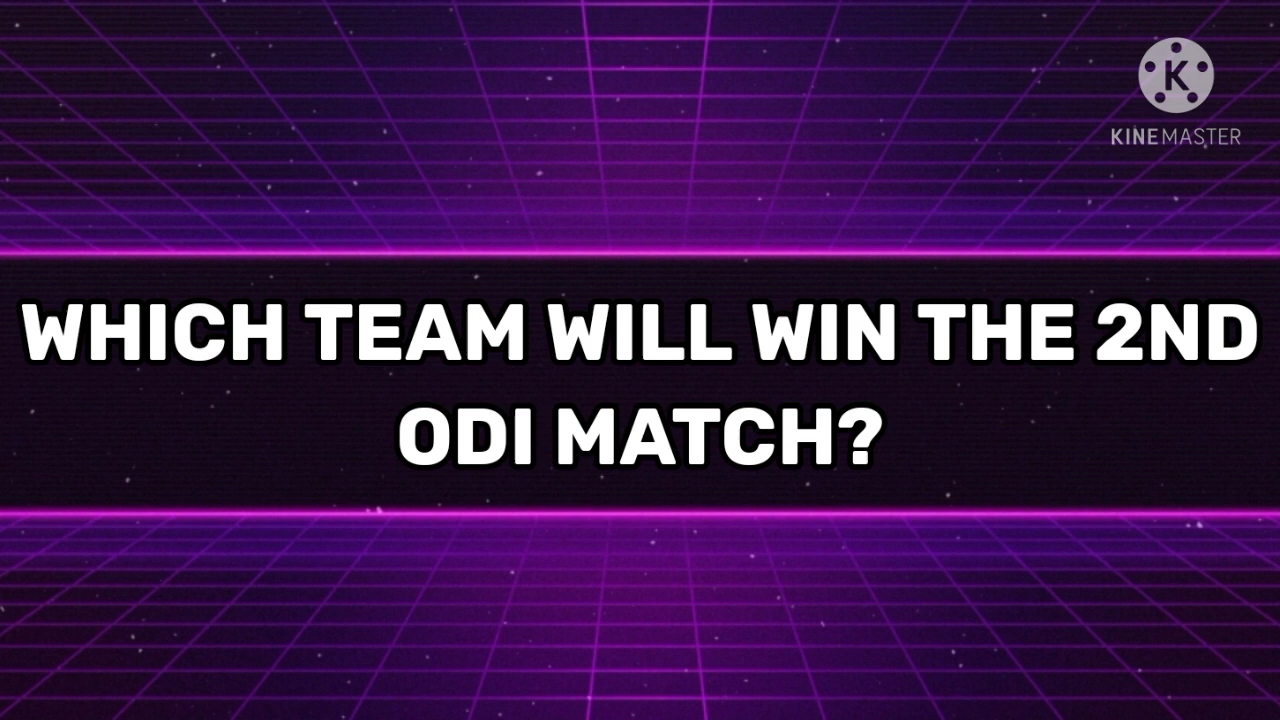 K
KINEMASTER
WHICH TEAM WILL WIN THE 2ND
ODI MATCH?